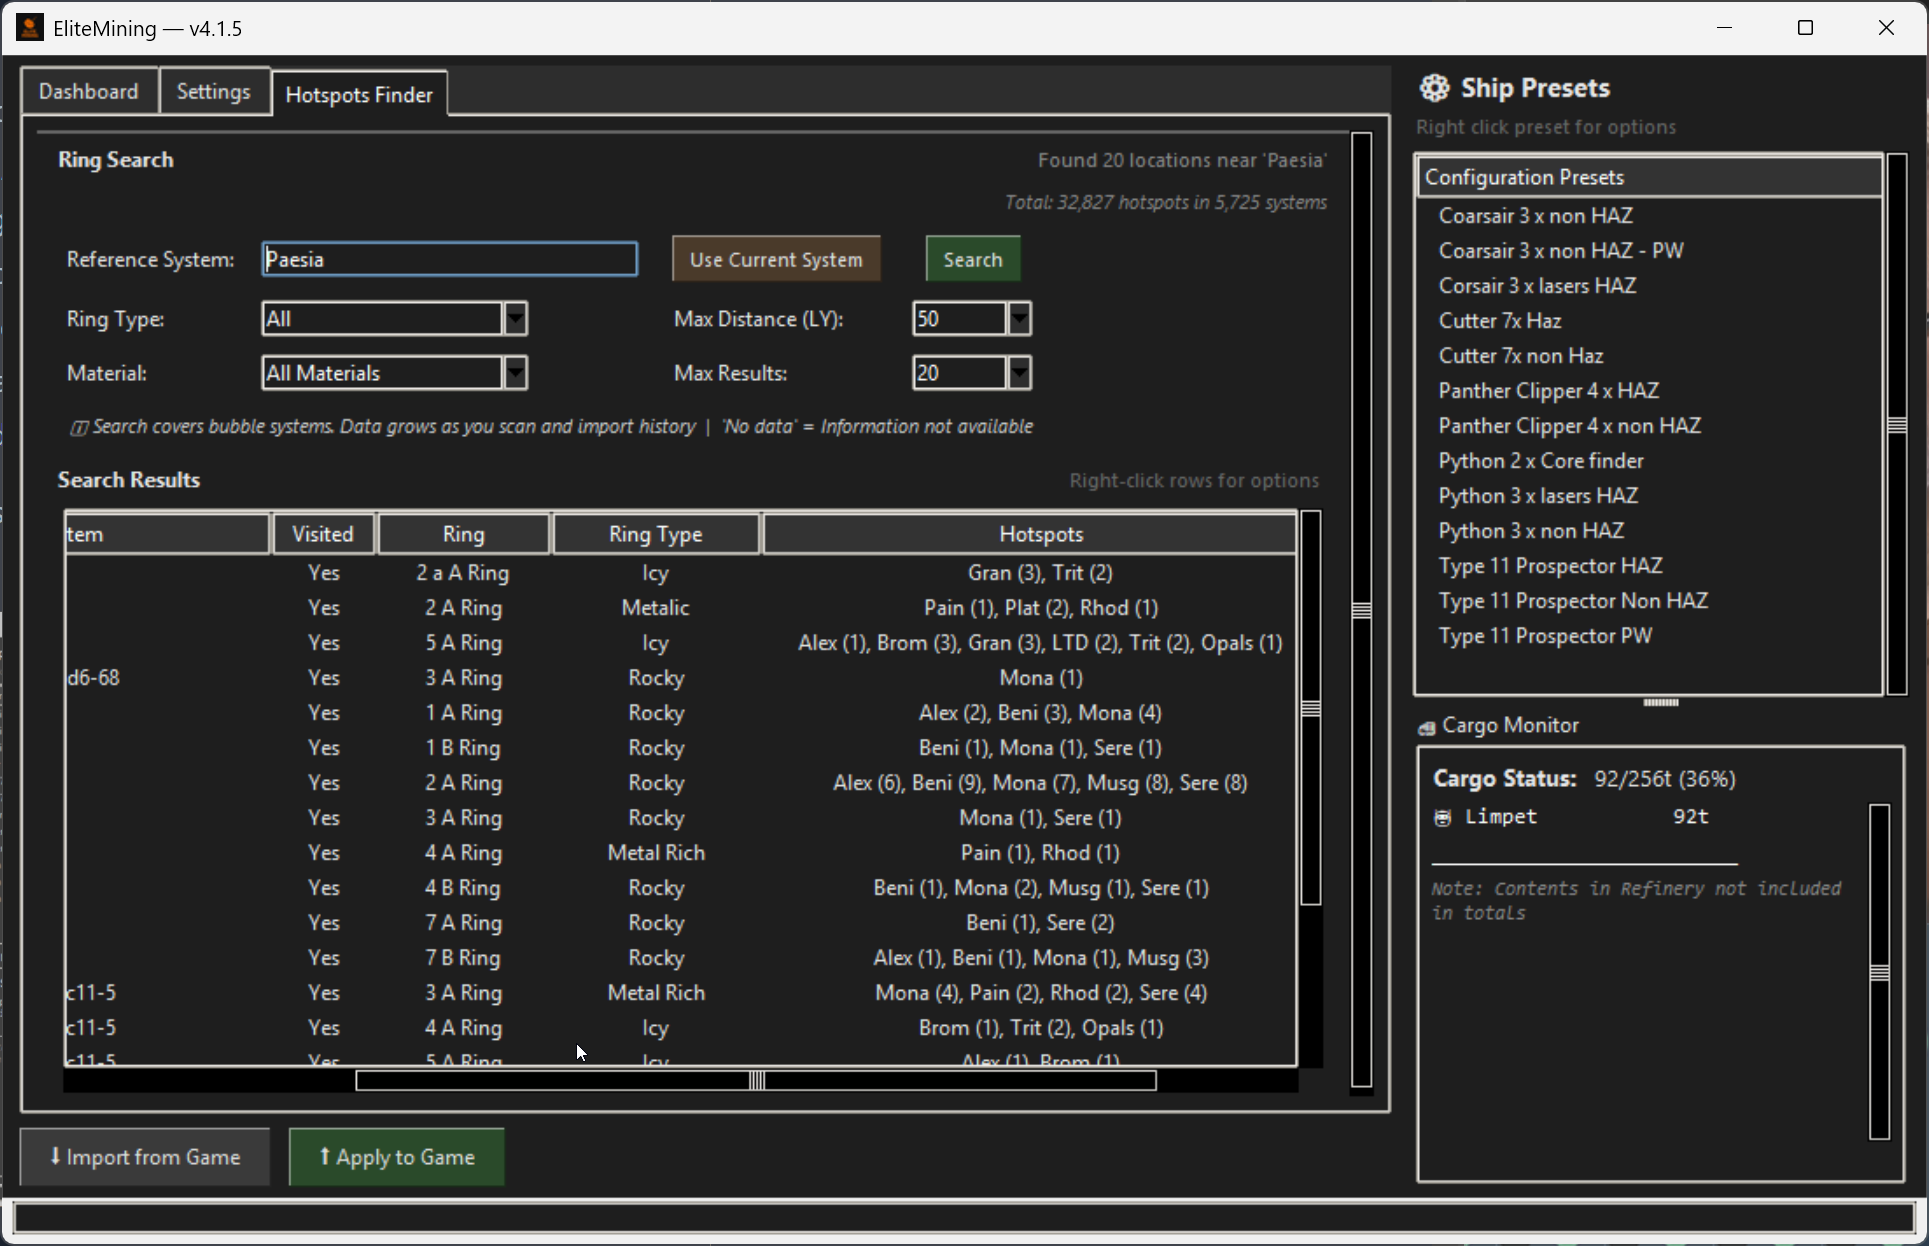 EliteMining — v4.1.5
Dashboard Settings Hotspots Finder
Ring Search
Found 20 locations near 'Paesia'
Total: 32,827 hotspots in 5,725 systems
Reference System: Paesia Use Current System Search
Ring Type: All Max Distance (LY): 50
Material: All Materials Max Results: 20
Search covers bubble systems. Data grows as you scan and import history | 'No data' = Information not available
Search Results Right-click rows for options
tem Visited Ring Ring Type Hotspots
Yes 2 a A Ring Icy Gran (3), Trit (2)
Yes 2 A Ring Metalic Pain (1), Plat (2), Rhod (1)
Yes 5 A Ring Icy Alex (1), Brom (3), Gran (3), LTD (2), Trit (2), Opals (1)
d6-68 Yes 3 A Ring Rocky Mona (1)
Yes 1 A Ring Rocky Alex (2), Beni (3), Mona (4)
Yes 1 B Ring Rocky Beni (1), Mona (1), Sere (1)
Yes 2 A Ring Rocky Alex (6), Beni (9), Mona (7), Musg (8), Sere (8)
Yes 3 A Ring Rocky Mona (1), Sere (1)
Yes 4 A Ring Metal Rich Pain (1), Rhod (1)
Yes 4 B Ring Rocky Beni (1), Mona (2), Musg (1), Sere (1)
Yes 7 A Ring Rocky Beni (1), Sere (2)
Yes 7 B Ring Rocky Alex (1), Beni (1), Mona (1), Musg (3)
c11-5 Yes 3 A Ring Metal Rich Mona (4), Pain (2), Rhod (2), Sere (4)
c11-5 Yes 4 A Ring Icy Brom (1), Trit (2), Opals (1)
c11-5 Yes 5 A Ring Icy Alex (1), Brom (1)
⬇ Import from Game ⬆ Apply to Game
Ship Presets
Right click preset for options
Configuration Presets
Coarsair 3 x non HAZ
Coarsair 3 x non HAZ - PW
Corsair 3 x lasers HAZ
Cutter 7x Haz
Cutter 7x non Haz
Panther Clipper 4 x HAZ
Panther Clipper 4 x non HAZ
Python 2 x Core finder
Python 3 x lasers HAZ
Python 3 x non HAZ
Type 11 Prospector HAZ
Type 11 Prospector Non HAZ
Type 11 Prospector PW
Cargo Monitor
Cargo Status: 92/256t (36%)
Limpet 92t
Note: Contents in Refinery not included
in totals